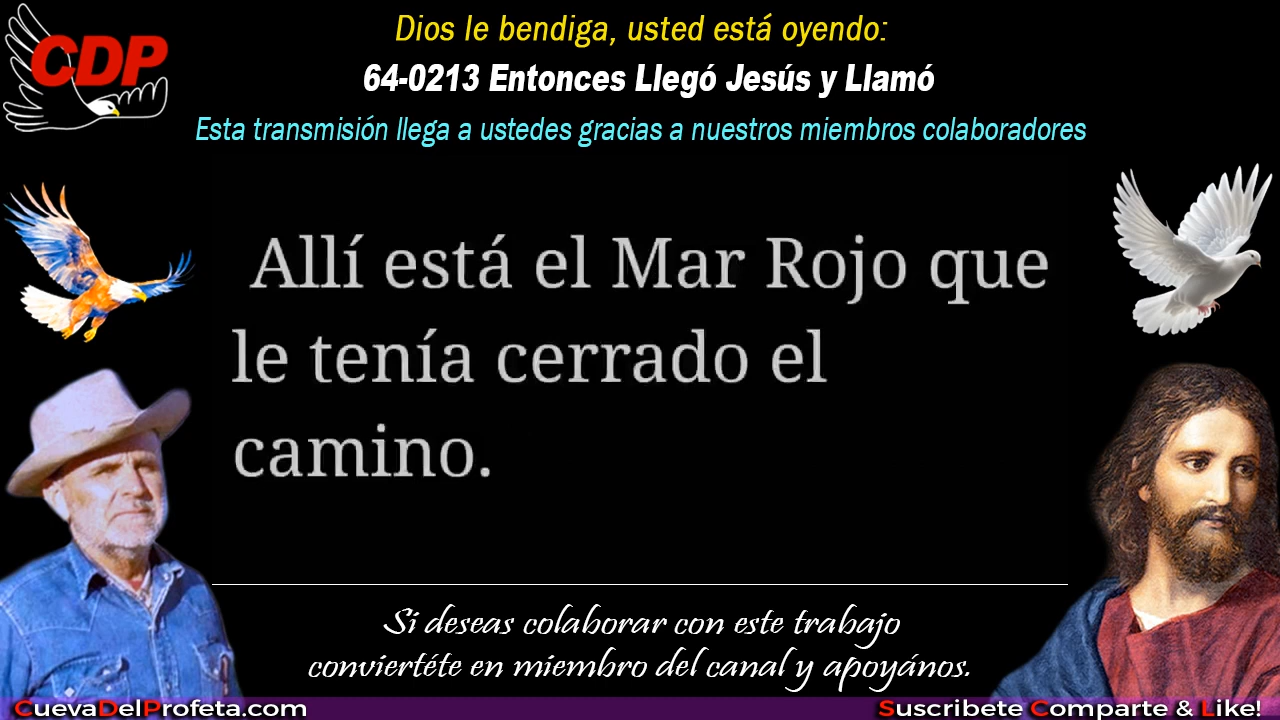 CDP
Dios le bendiga, usted está oyendo:
64-0213 Entonces Llegó Jesús y Llamó
Esta transmisión llega a ustedes gracias a nuestros miembros colaboradores
Allí está el Mar Rojo que
le tenía cerrado el
camino.
Si deseas colaborar con este trabajo
conviertéte en miembro del canal y apoyános.
CuevaDelProfeta.com
Suscribete Comparte & Like!